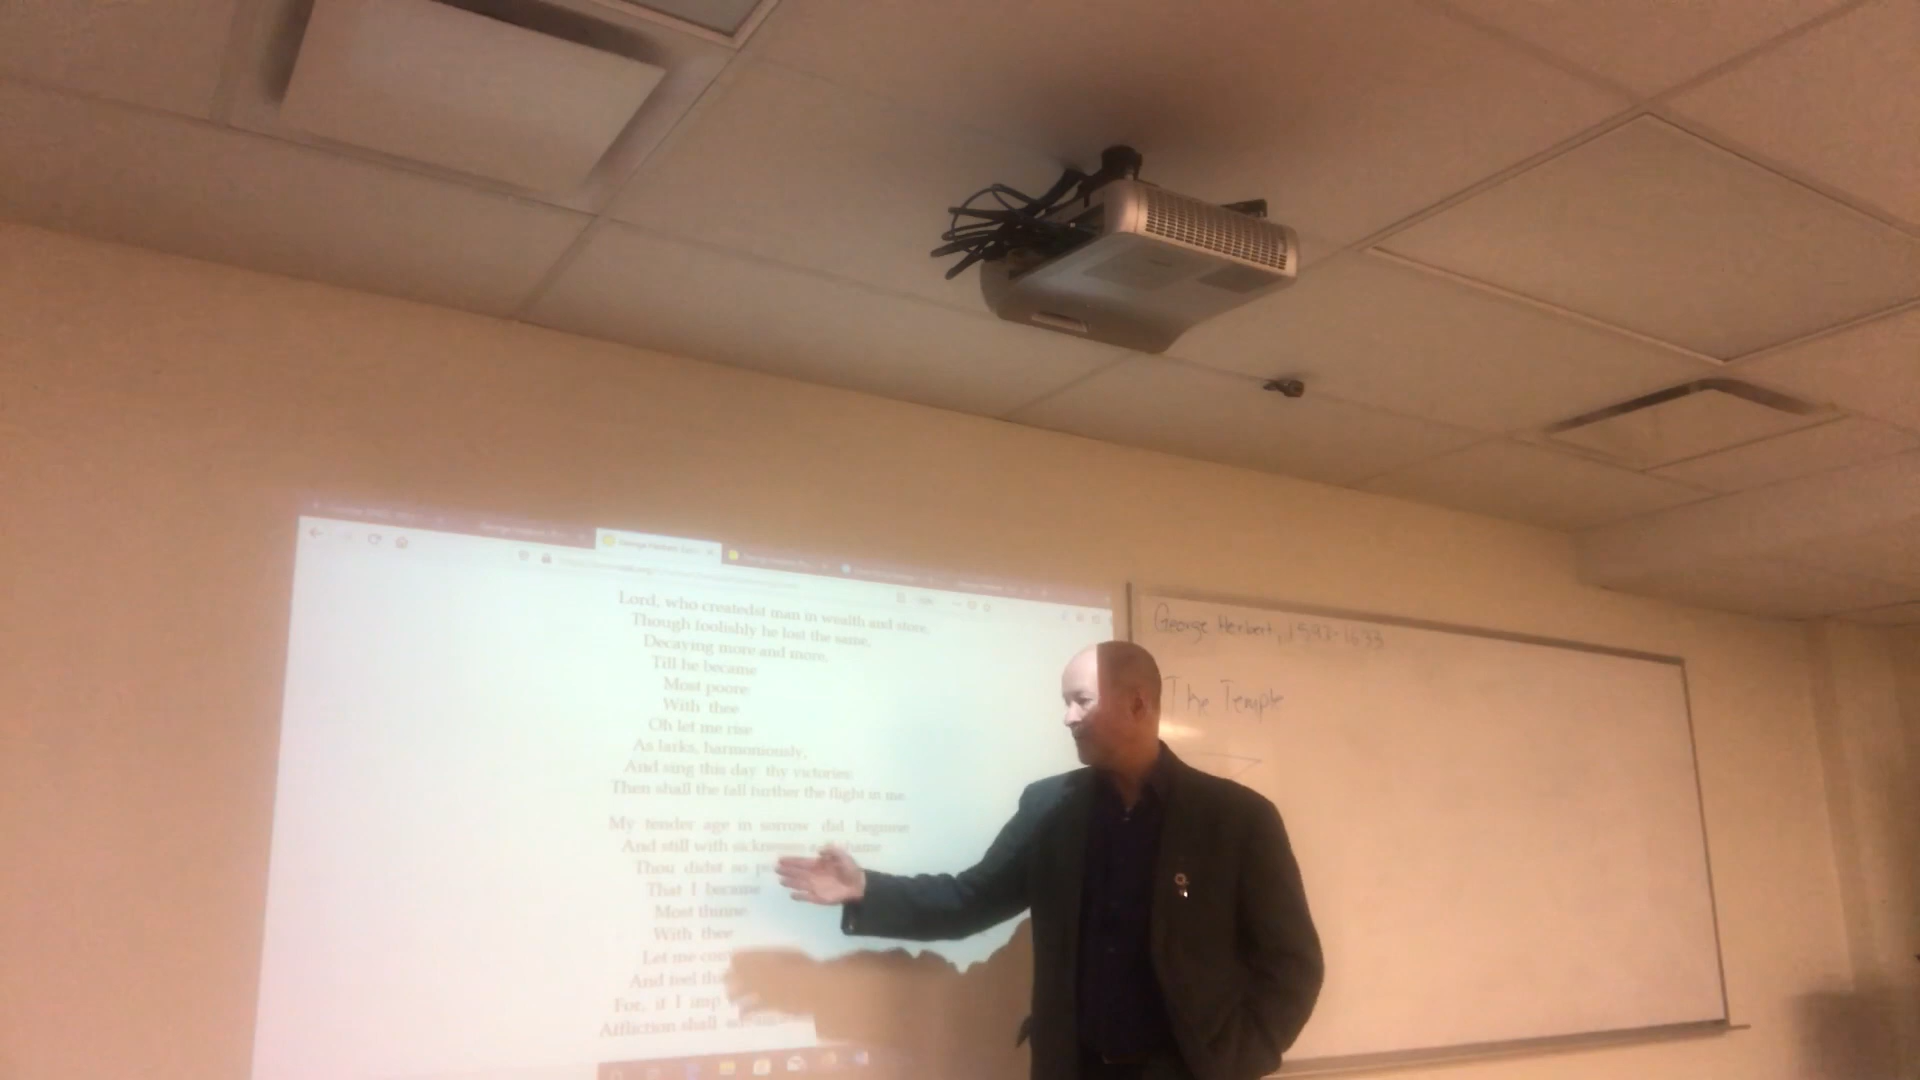 Lord, who createdst man in wealth and store,
Though foolishly he lost the same,
Decaying more and more,
Till he became
Most poore:
With thee
Oh let me rise
As larks, harmoniously,
And sing this day thy victories:
Then shall the fall further the flight in me.
My tender age in sorrow did beginne:
And still with sicknesses and shame
Thou didst so
That I became
Most thinne.
With thee
Let me
And feel
For, if I imp
Affliction shall
George Herbert, 1593-1633
The Temple